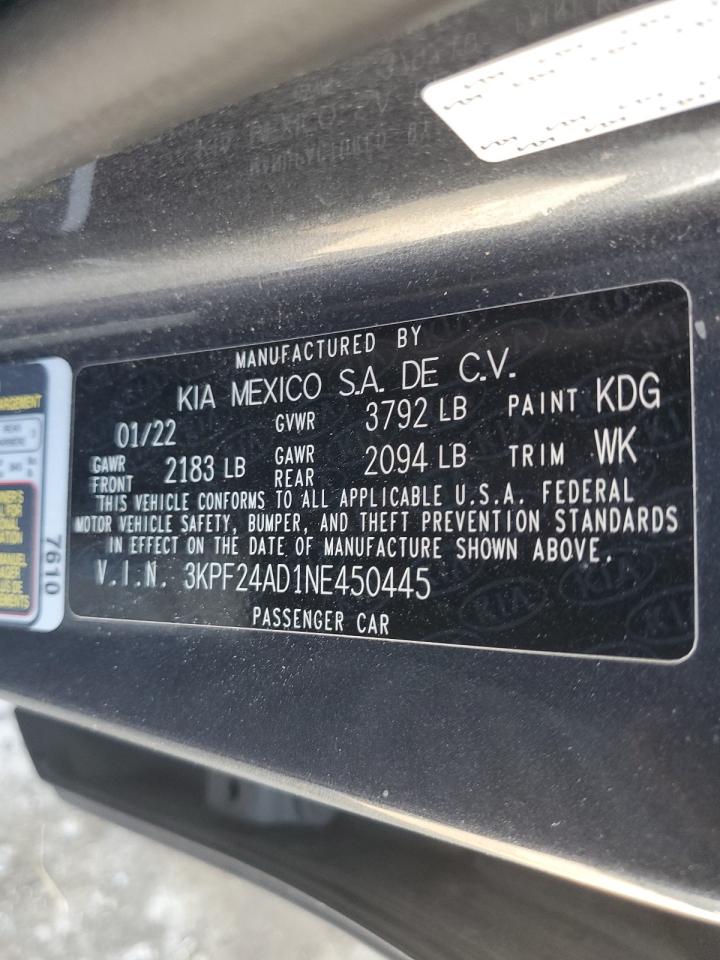 MANUFACTURED BY
KIA MEXICO S.A. DE C.V.
01/22 GVWR 3792 LB PAINT KDG
GAWR FRONT 2183 LB GAWR REAR 2094 LB TRIM WK
THIS VEHICLE CONFORMS TO ALL APPLICABLE U.S.A. FEDERAL
MOTOR VEHICLE SAFETY, BUMPER, AND THEFT PREVENTION STANDARDS
IN EFFECT ON THE DATE OF MANUFACTURE SHOWN ABOVE.
V.I.N. 3KPF24AD1NE450445
PASSENGER CAR
7610